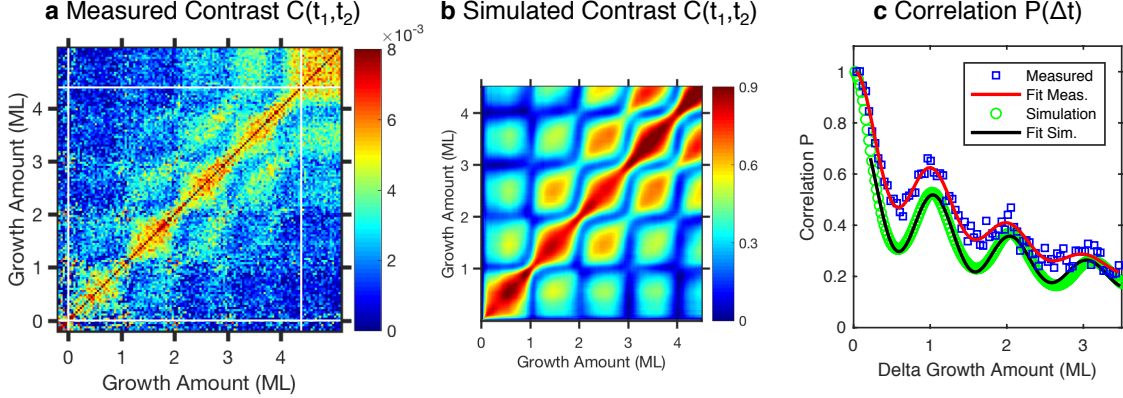 a Measured Contrast C(t₁,t₂)
×10⁻³
8
6
4
2
0
4
3
2
1
0
Growth Amount (ML)
0 1 2 3 4
Growth Amount (ML)
b Simulated Contrast C(t₁,t₂)
0.9
0.6
0.3
0
4
3
2
1
Growth Amount (ML)
0 1 2 3 4
Growth Amount (ML)
c Correlation P(Δt)
Measured
Fit Meas.
Simulation
Fit Sim.
1
0.8
0.6
0.4
0.2
0
Correlation P
0 1 2 3
Delta Growth Amount (ML)